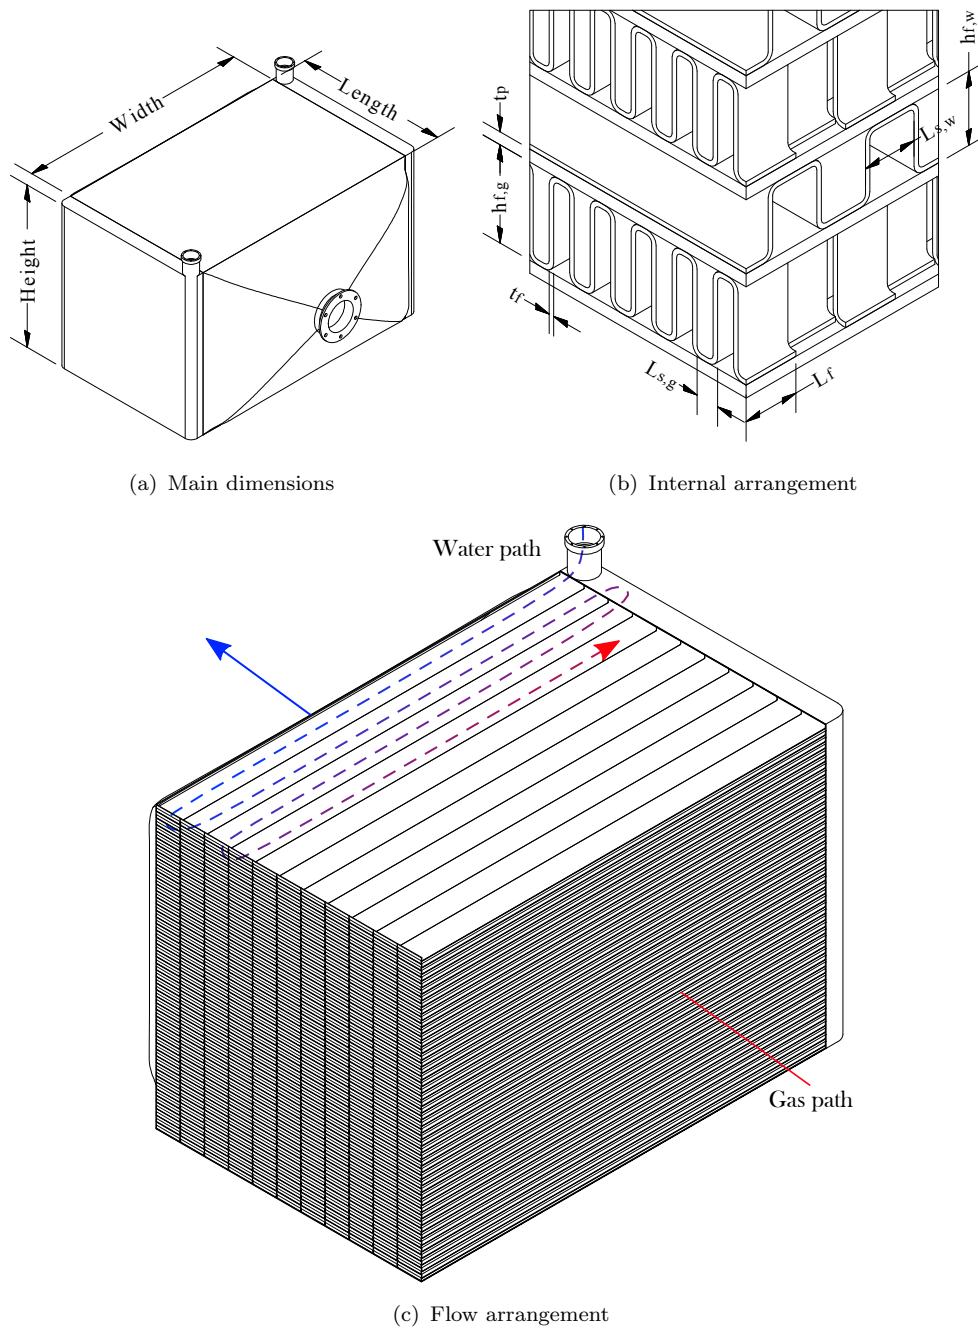 Width
Length
Height
tp
hf,g
tf
Ls,g
Lf
Ls,w
hf,w
(a) Main dimensions
(b) Internal arrangement
Water path
Gas path
(c) Flow arrangement